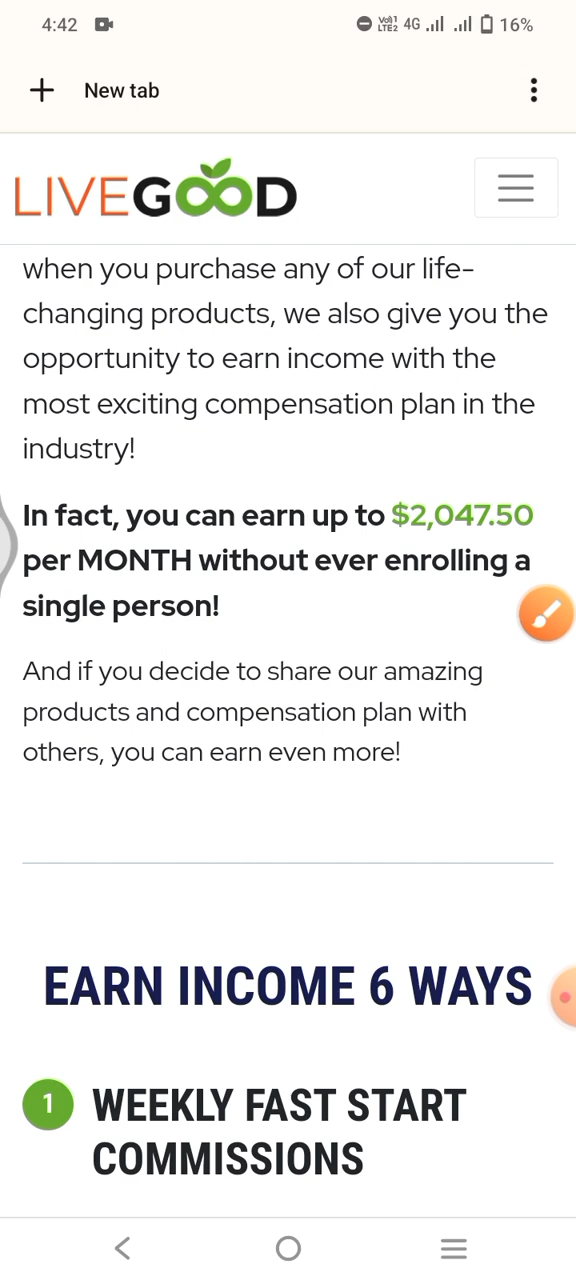 4:42 Vo)) 1 LTE2 4G 16%
New tab
LIVEGOOD
when you purchase any of our life-
changing products, we also give you the
opportunity to earn income with the
most exciting compensation plan in the
industry!
In fact, you can earn up to $2,047.50
per MONTH without ever enrolling a
single person!
And if you decide to share our amazing
products and compensation plan with
others, you can earn even more!
EARN INCOME 6 WAYS
1 WEEKLY FAST START
COMMISSIONS